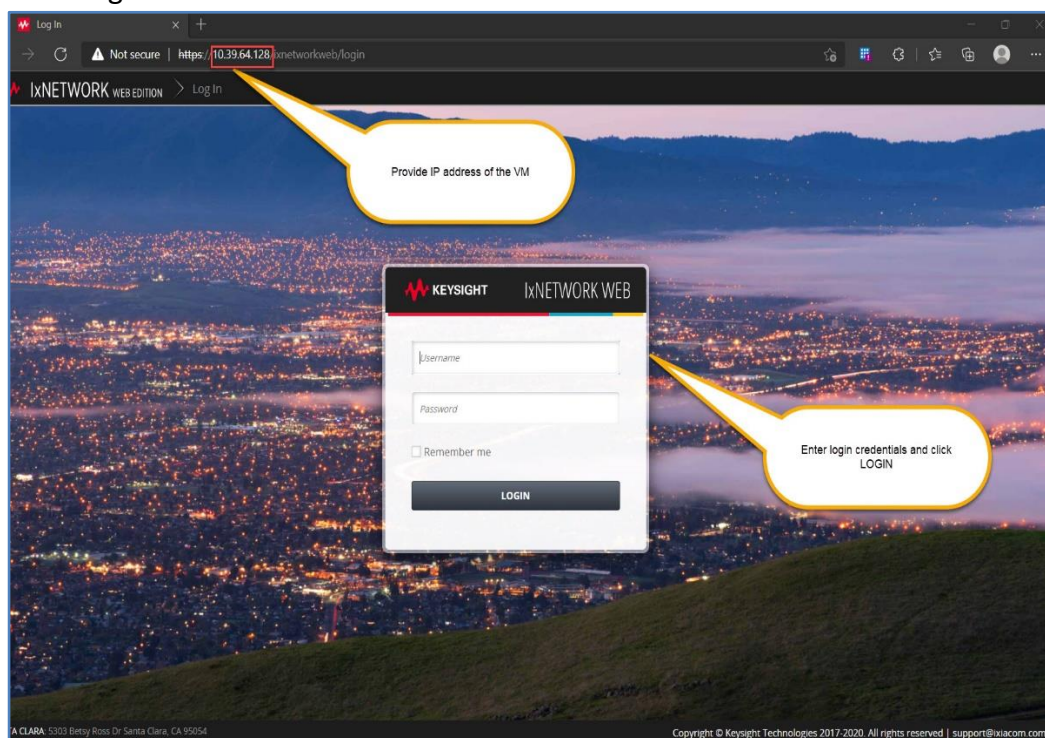 Log In
Not secure | https://10.39.64.128/ixnetworkweb/login
IxNETWORK WEB EDITION > Log In
Provide IP address of the VM
KEYSIGHT IxNETWORK WEB
Username
Password
Remember me
LOGIN
Enter login credentials and click
LOGIN
A CLARA: 5303 Betsy Ross Dr Santa Clara, CA 95054
Copyright © Keysight Technologies 2017-2020. All rights reserved | support@ixiacom.com